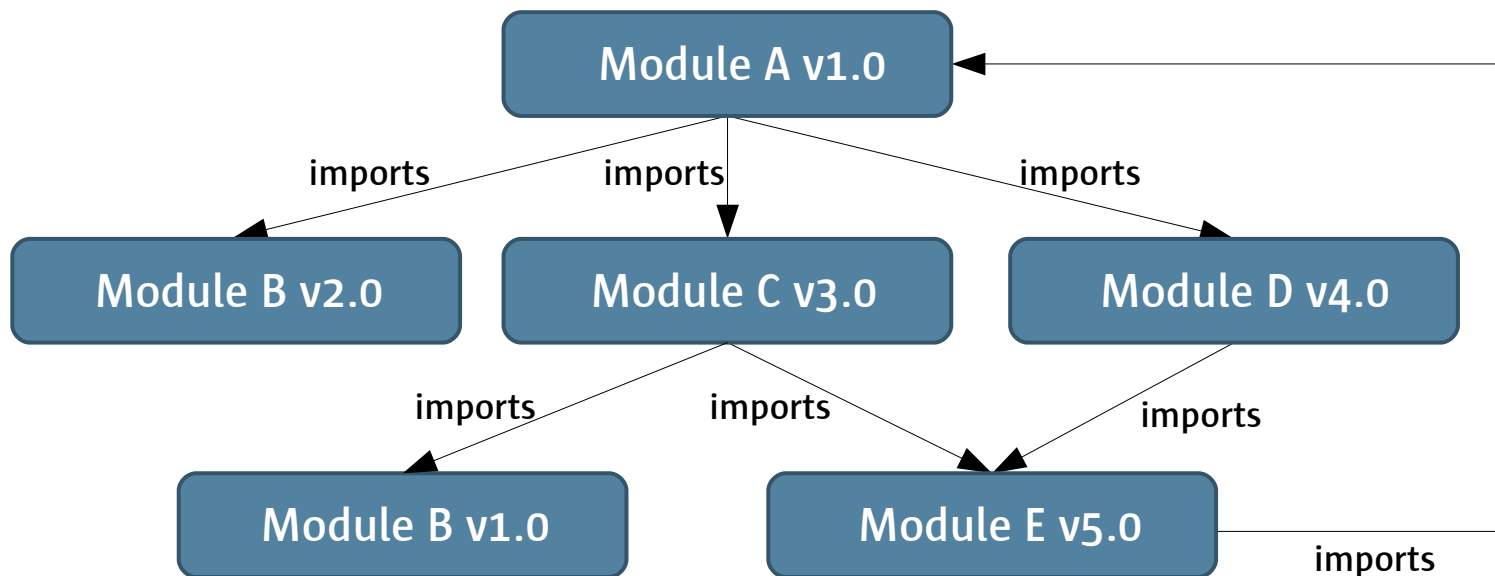 Module A v1.0
imports
imports
imports
Module B v2.0
Module C v3.0
Module D v4.0
imports
imports
imports
Module B v1.0
Module E v5.0
imports